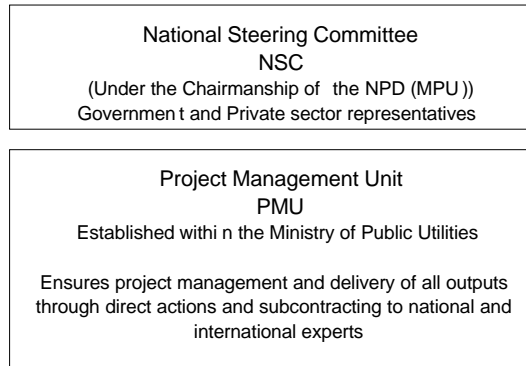 National Steering Committee
NSC
(Under the Chairmanship of the NPD (MPU))
Government and Private sector representatives
Project Management Unit
PMU
Established within the Ministry of Public Utilities
Ensures project management and delivery of all outputs
through direct actions and subcontracting to national and
international experts